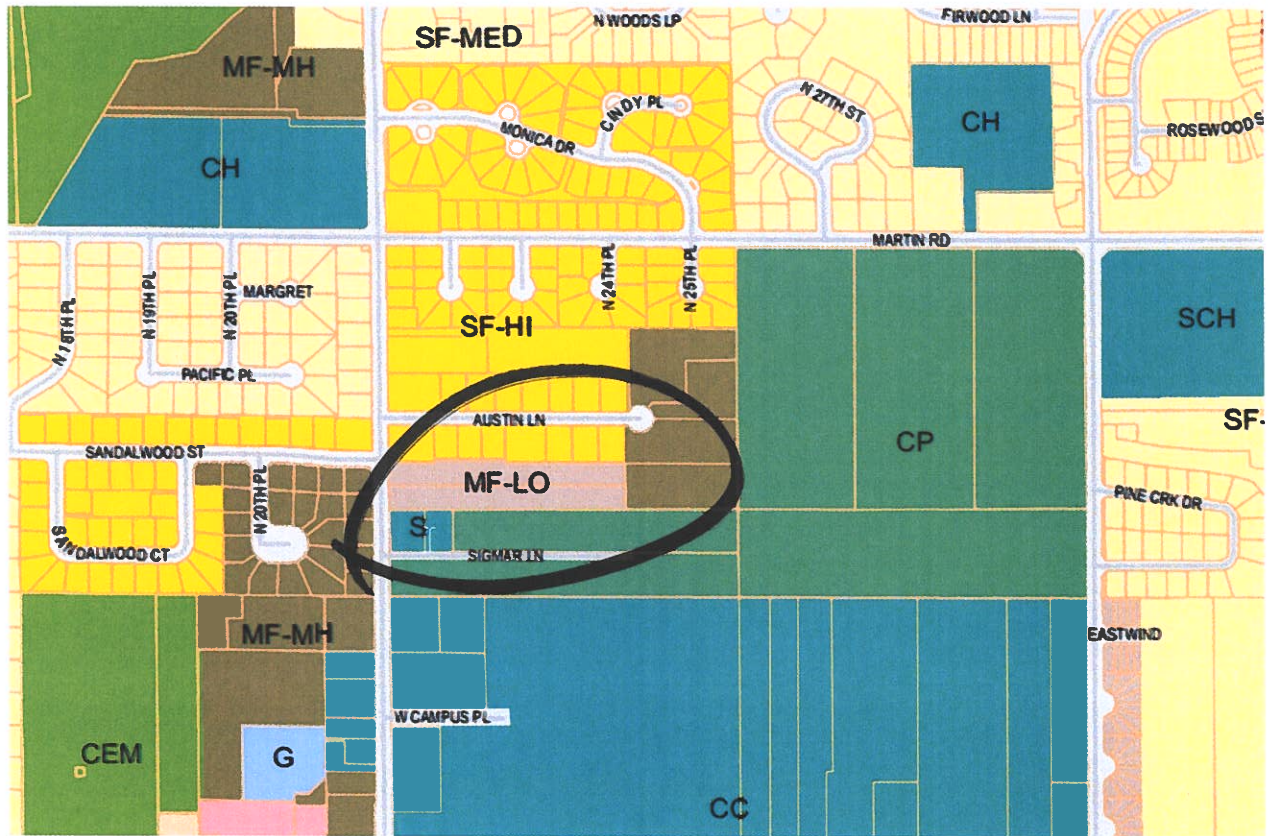 N WOODS LP
FIRWOOD LN
SF-MED
MF-MH
CINDY PL
N 27TH ST
CH
MONICA DR
ROSEWOOD S
CH
MARTIN RD
N 18TH PL
N 19TH PL
N 20TH PL
MARGRET
N 24TH PL
N 25TH PL
SCH
SF-HI
PACIFIC PL
AUSTIN LN
SF-
CP
SANDALWOOD ST
MF-LO
N 20TH PL
PINE CRK DR
S
SANDALWOOD CT
SIGMAR LN
MF-MH
EASTWIND
W CAMPUS PL
CEM
G
CC